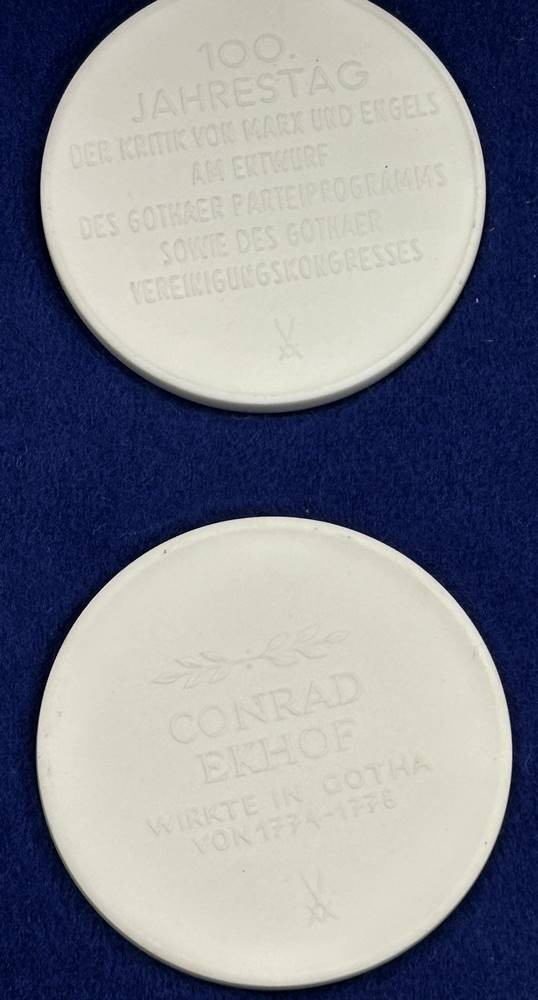 100.
JAHRESTAG
DER KRITIK VON MARX UND ENGELS
AM ENTWURF
DES GOTHAER PARTEIPROGRAMMS
SOWIE DES GOTHAER
VEREINIGUNGSKONGRESSES
CONRAD
EKHOF
WIRKTE IN GOTHA
VON 1774-1778